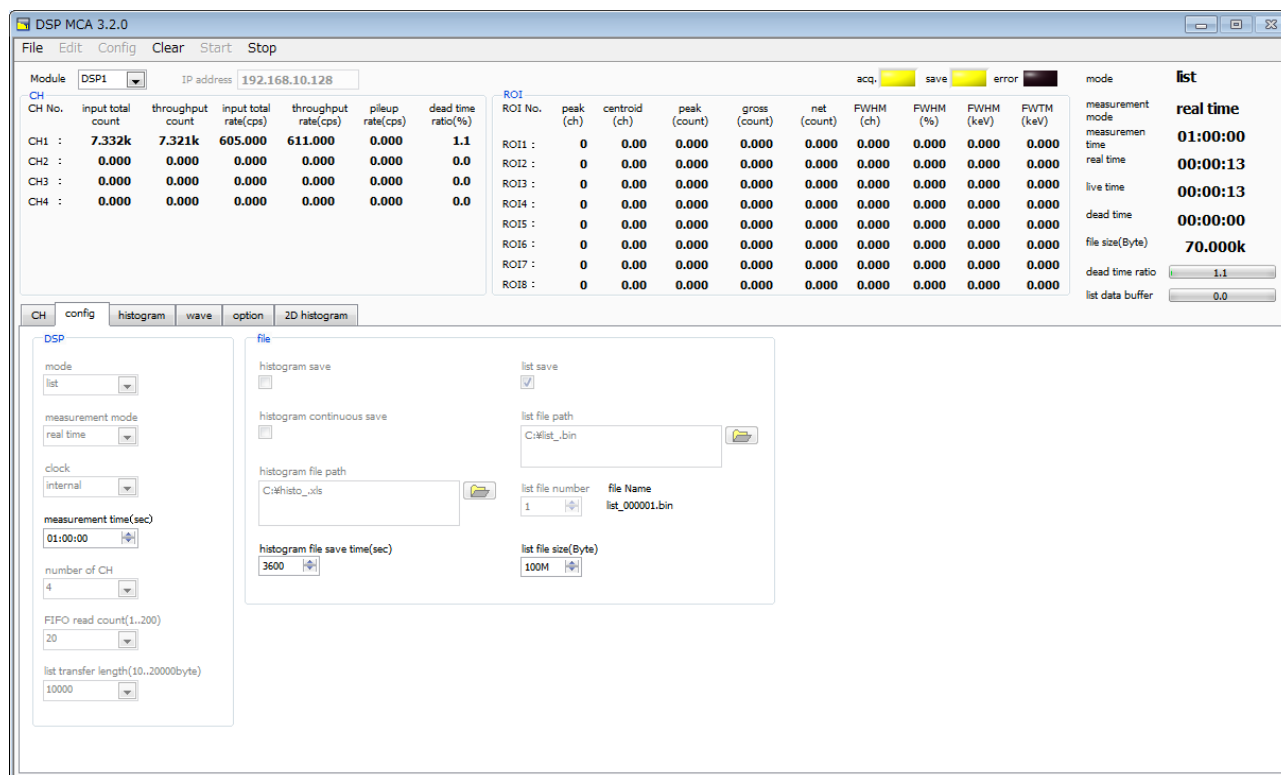 DSP MCA 3.2.0
File Edit Config Clear Start Stop
Module DSP1 IP address 192.168.10.128 acq. save error mode list
CH
CH No. input total count throughput count input total rate(cps) throughput rate(cps) pileup rate(cps) dead time ratio(%)
CH1 : 7.332k 7.321k 605.000 611.000 0.000 1.1
CH2 : 0.000 0.000 0.000 0.000 0.000 0.0
CH3 : 0.000 0.000 0.000 0.000 0.000 0.0
CH4 : 0.000 0.000 0.000 0.000 0.000 0.0
ROI
ROI No. peak (ch) centroid (ch) peak (count) gross (count) net (count) FWHM (ch) FWHM (%) FWHM (keV) FWTM (keV)
ROI1 : 0 0.00 0.000 0.000 0.000 0.000 0.000 0.000 0.000
ROI2 : 0 0.00 0.000 0.000 0.000 0.000 0.000 0.000 0.000
ROI3 : 0 0.00 0.000 0.000 0.000 0.000 0.000 0.000 0.000
ROI4 : 0 0.00 0.000 0.000 0.000 0.000 0.000 0.000 0.000
ROI5 : 0 0.00 0.000 0.000 0.000 0.000 0.000 0.000 0.000
ROI6 : 0 0.00 0.000 0.000 0.000 0.000 0.000 0.000 0.000
ROI7 : 0 0.00 0.000 0.000 0.000 0.000 0.000 0.000 0.000
ROI8 : 0 0.00 0.000 0.000 0.000 0.000 0.000 0.000 0.000
measurement mode real time
measuremen time 01:00:00
real time 00:00:13
live time 00:00:13
dead time 00:00:00
file size(Byte) 70.000k
dead time ratio 1.1
list data buffer 0.0
CH config histogram wave option 2D histogram
DSP
mode
list
measurement mode
real time
clock
internal
measurement time(sec)
01:00:00
number of CH
4
FIFO read count(1..200)
20
list transfer length(10..20000byte)
10000
file
histogram save
histogram continuous save
histogram file path
C:¥histo_.xls
histogram file save time(sec)
3600
list save
list file path
C:¥list_.bin
list file number file Name
1 list_000001.bin
list file size(Byte)
100M